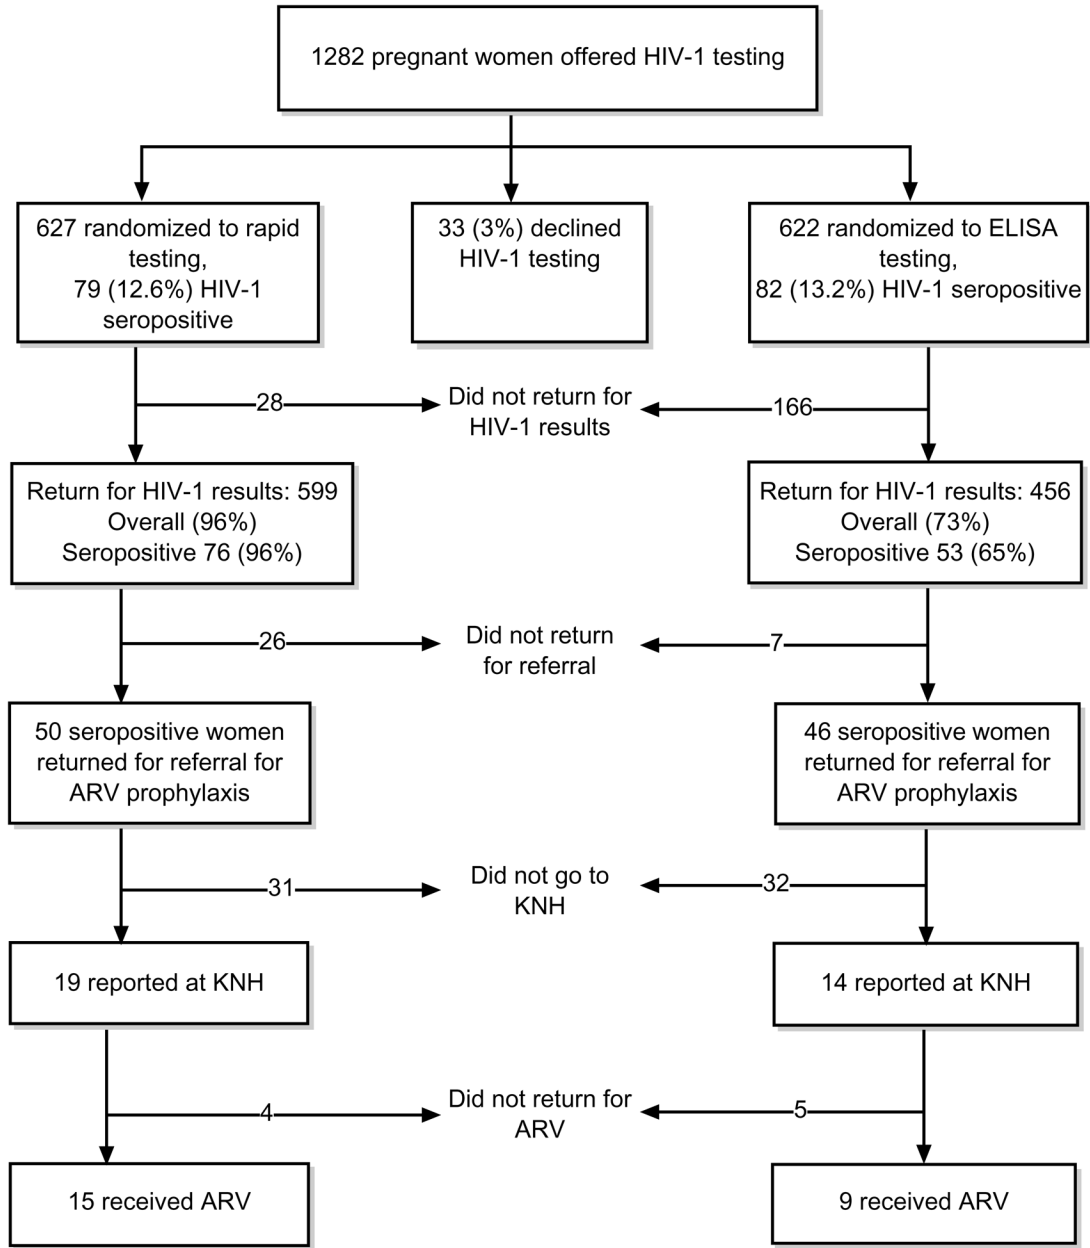 1282 pregnant women offered HIV-1 testing
627 randomized to rapid
testing,
79 (12.6%) HIV-1
seropositive
33 (3%) declined
HIV-1 testing
622 randomized to ELISA
testing,
82 (13.2%) HIV-1 seropositive
28
Did not return for
HIV-1 results
166
Return for HIV-1 results: 599
Overall (96%)
Seropositive 76 (96%)
Return for HIV-1 results: 456
Overall (73%)
Seropositive 53 (65%)
26
Did not return
for referral
7
50 seropositive women
returned for referral for
ARV prophylaxis
46 seropositive women
returned for referral for
ARV prophylaxis
31
Did not go to
KNH
32
19 reported at KNH
14 reported at KNH
4
Did not return for
ARV
5
15 received ARV
9 received ARV